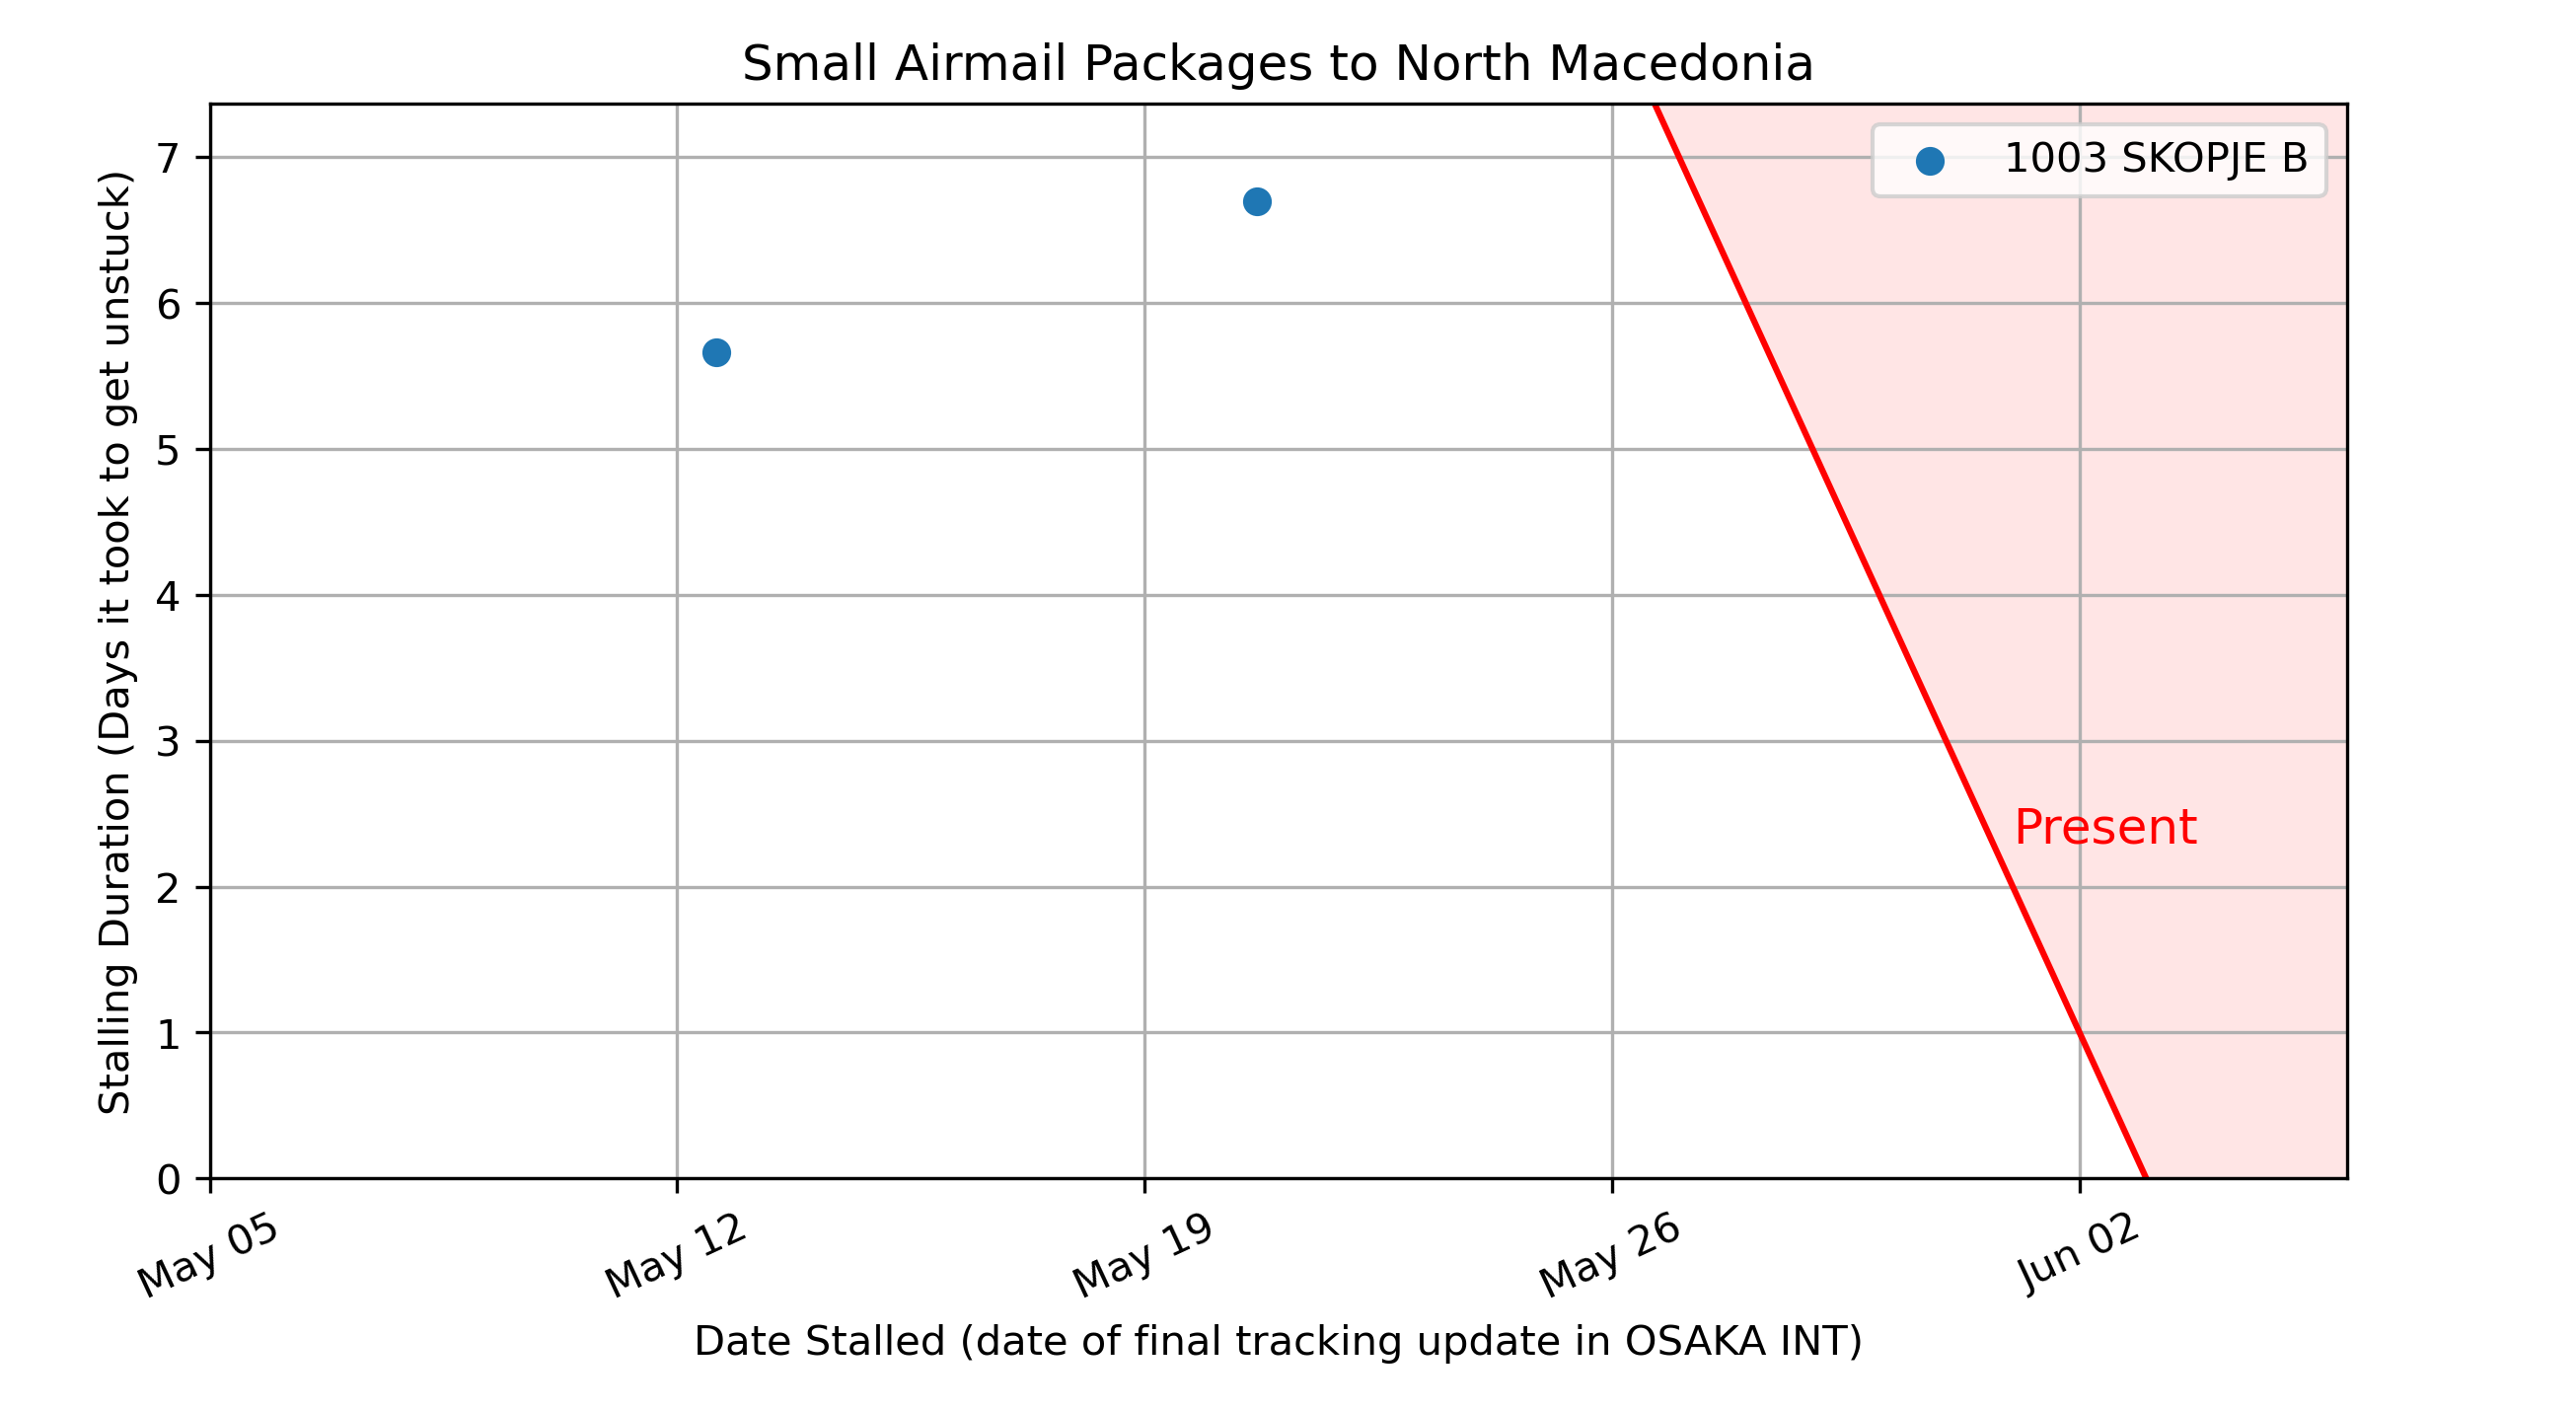 Small Airmail Packages to North Macedonia
1003 SKOPJE B
Stalling Duration (Days it took to get unstuck)
7
6
5
4
3
2
1
0
Present
May 05
May 12
May 19
May 26
Jun 02
Date Stalled (date of final tracking update in OSAKA INT)